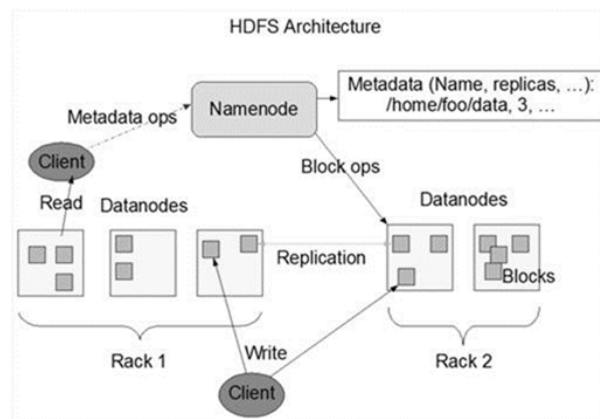 HDFS Architecture
Metadata (Name, replicas, ...):
/home/foo/data, 3, ...
Namenode
Metadata ops
Client
Block ops
Read
Datanodes
Datanodes
Replication
Blocks
Rack 1
Write
Rack 2
Client